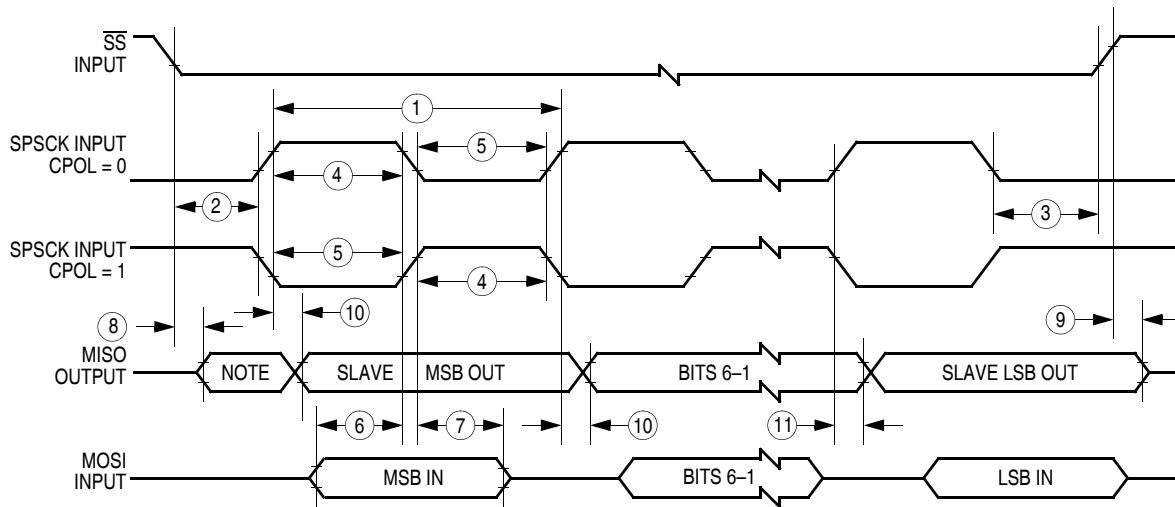 SS
INPUT
1
SPSCK INPUT
CPOL = 0
5
4
2
3
SPSCK INPUT
CPOL = 1
5
4
8
10
9
MISO
OUTPUT
NOTE
SLAVE
MSB OUT
BITS 6–1
SLAVE LSB OUT
6
7
10
11
MOSI
INPUT
MSB IN
BITS 6–1
LSB IN